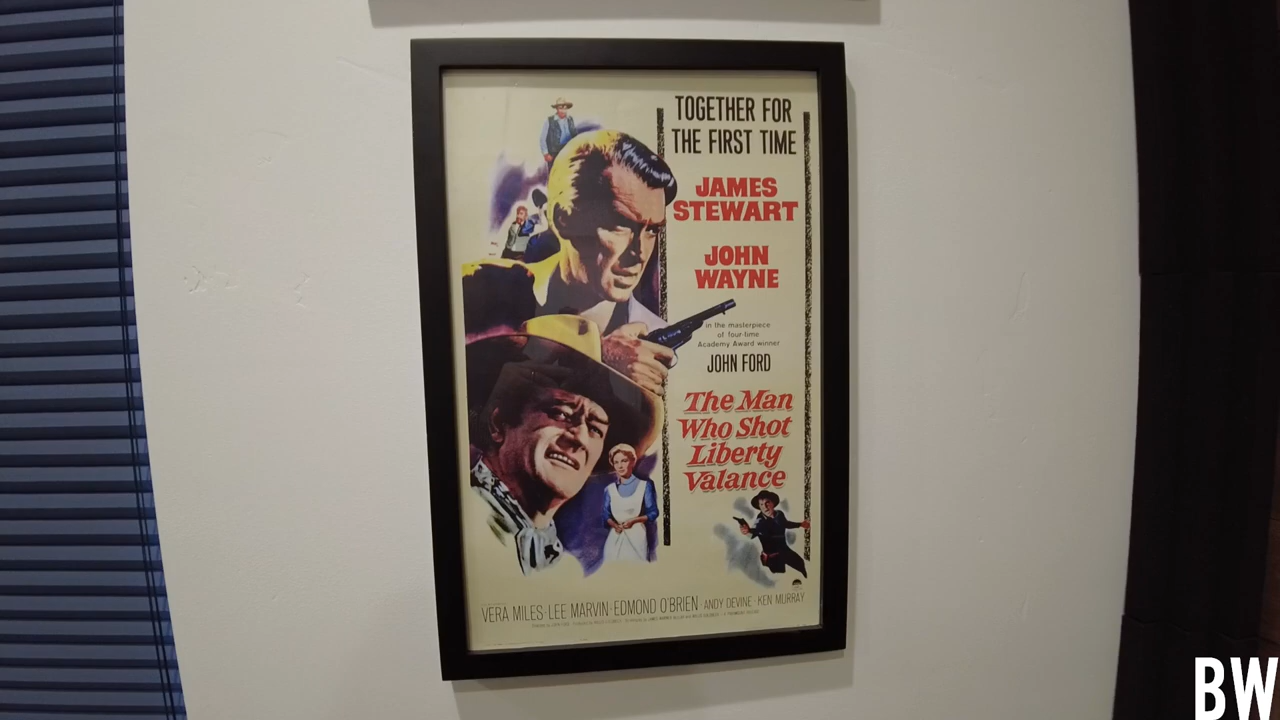 TOGETHER FOR
THE FIRST TIME
JAMES
STEWART
JOHN
WAYNE
in the masterpiece
of four-time
Academy Award winner
JOHN FORD
The Man
Who Shot
Liberty
Valance
VERA MILES · LEE MARVIN · EDMOND O'BRIEN · ANDY DEVINE · KEN MURRAY
BW